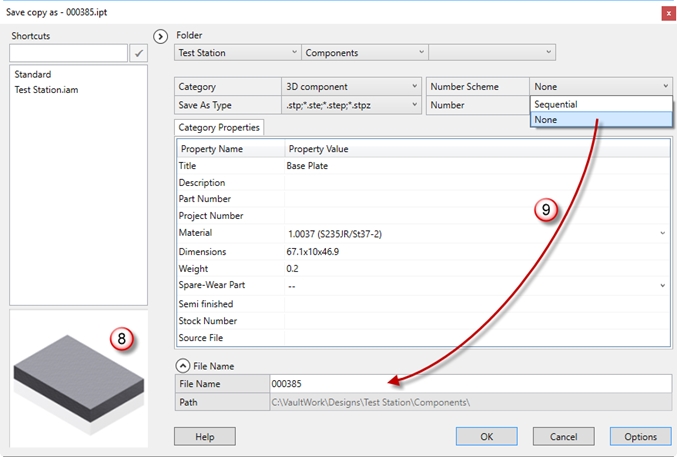 Save copy as - 000385.ipt
x
Shortcuts
Standard
Test Station.iam
8
Folder
Test Station Components
Category 3D component Number Scheme None
Save As Type .stp;*.ste;*.step;*.stpz Number Sequential
None
Category Properties
Property Name Property Value
Title Base Plate
Description
Part Number
Project Number
Material 1.0037 (S235JR/St37-2)
Dimensions 67.1x10x46.9
Weight 0.2
Spare-Wear Part --
Semi finished
Stock Number
Source File
9
File Name
File Name 000385
Path C:\VaultWork\Designs\Test Station\Components\
Help OK Cancel Options